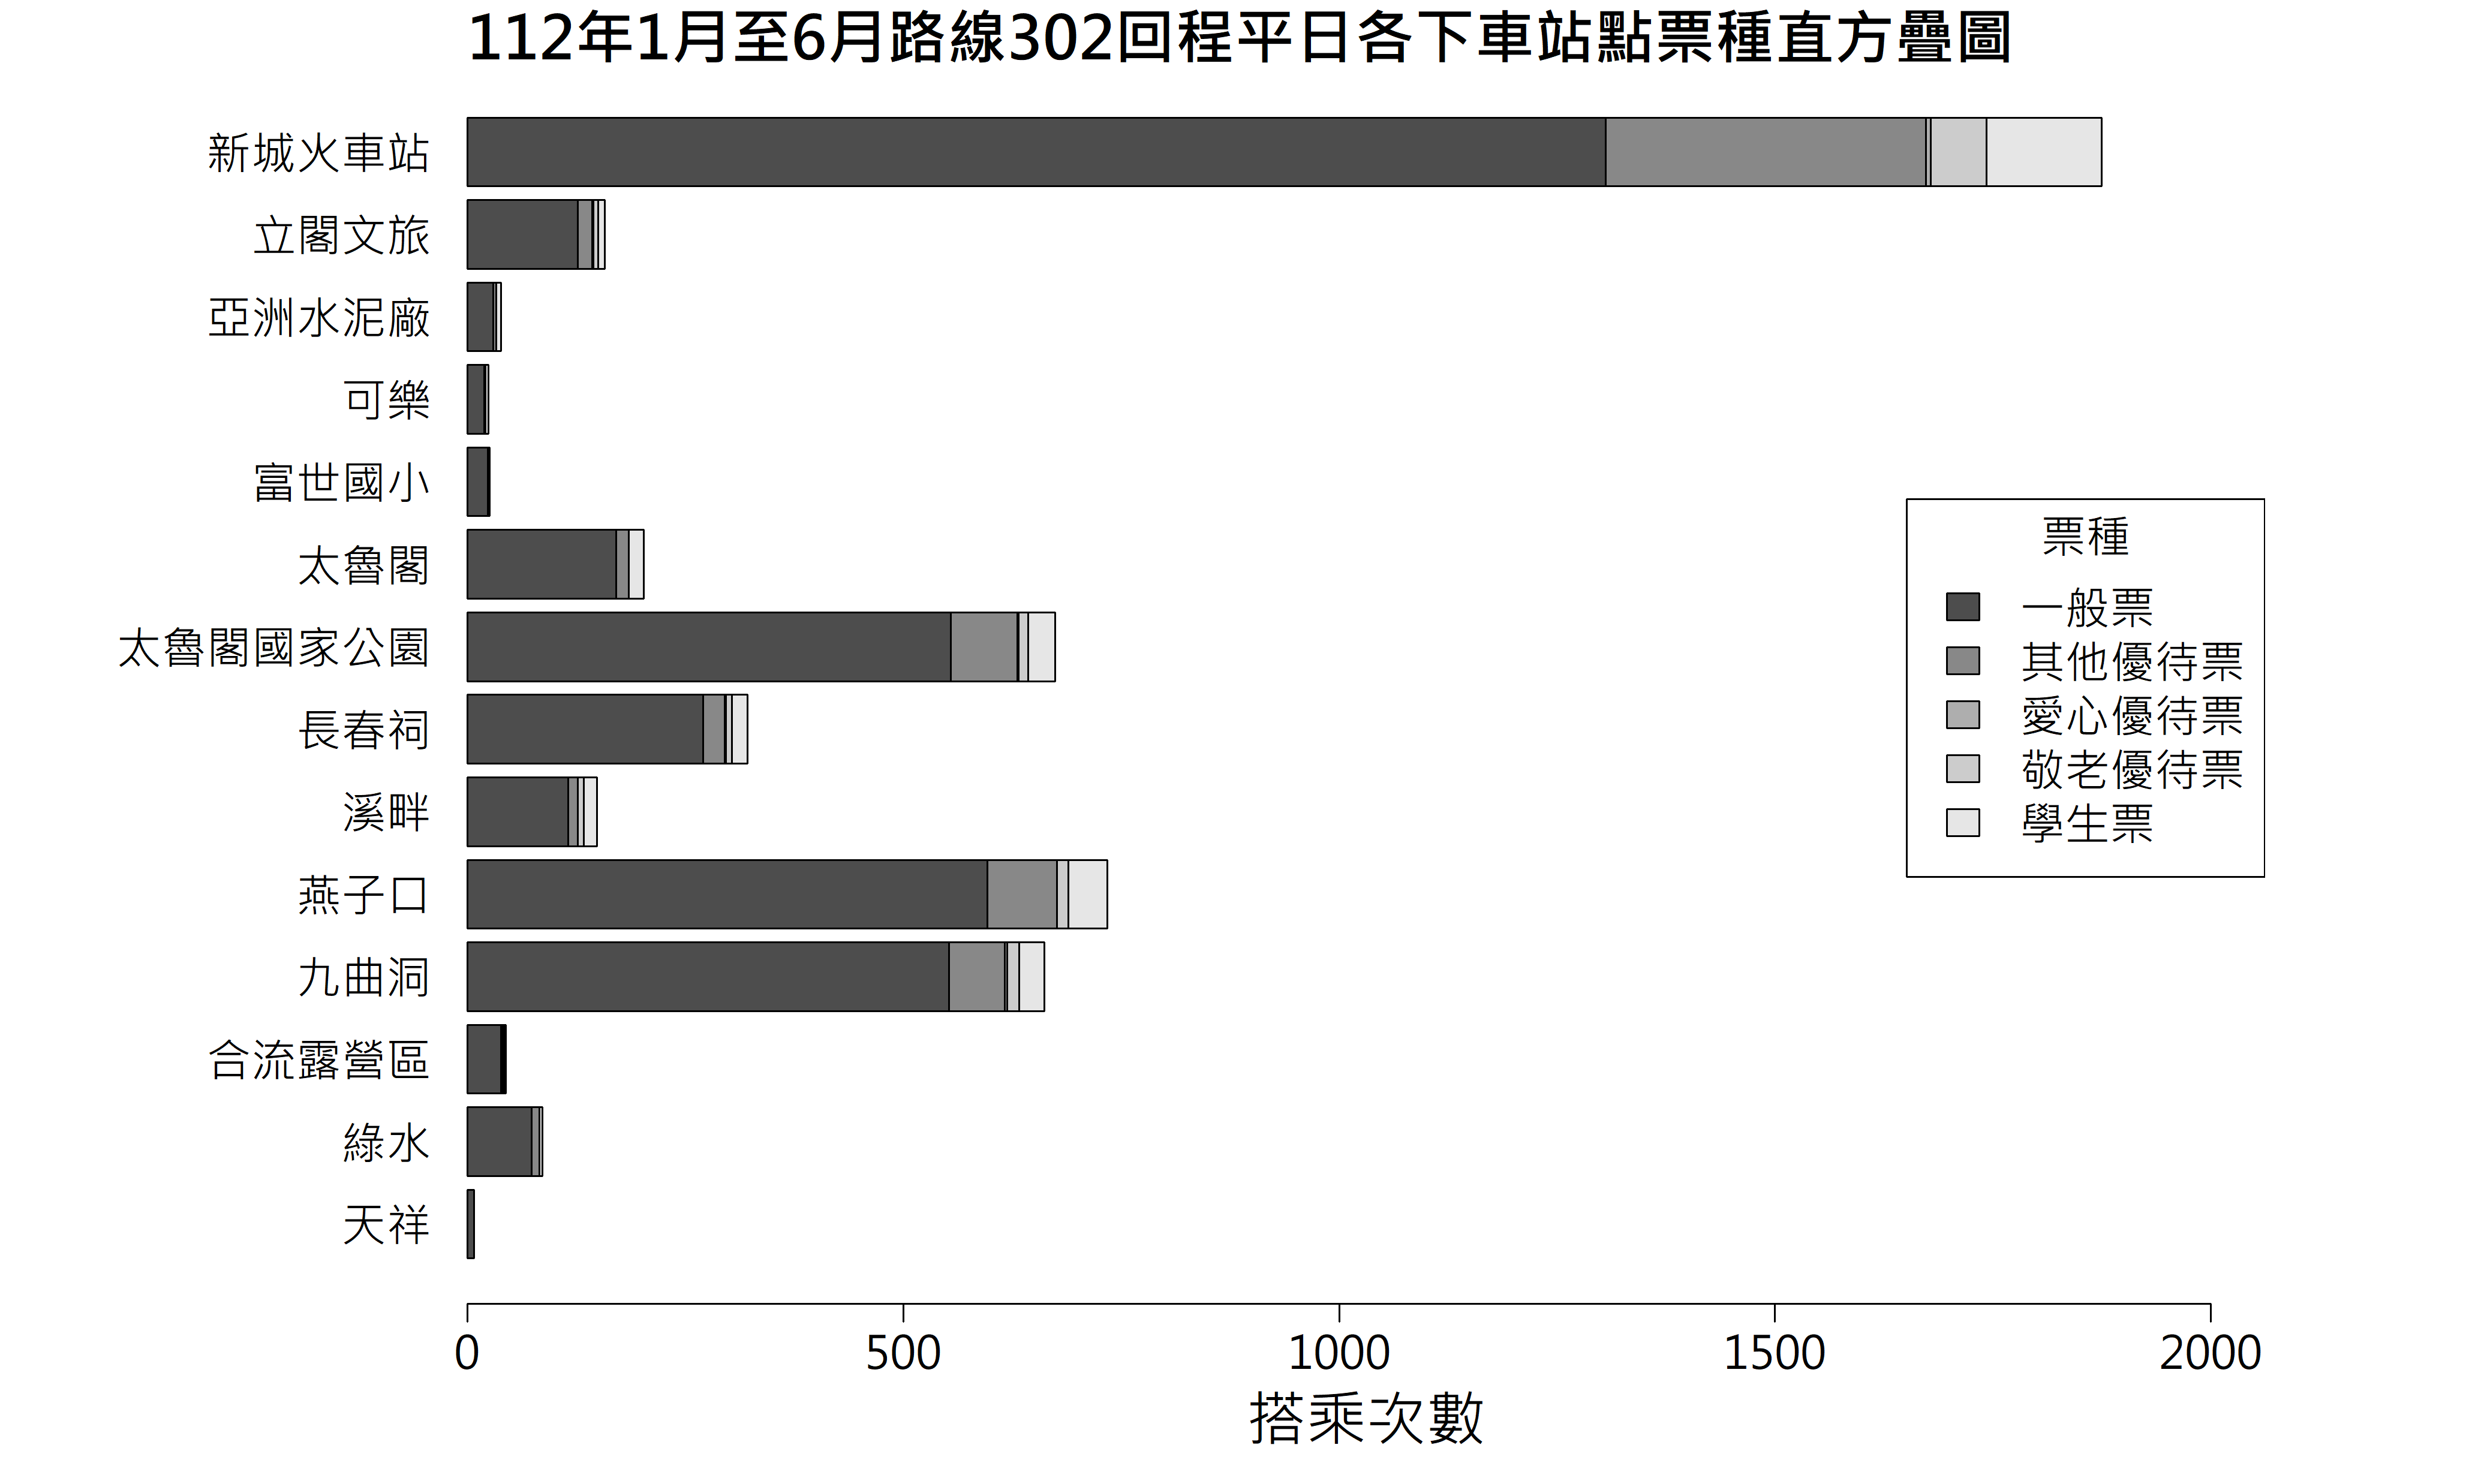 112年1月至6月路線302回程平日各下車站點票種直方疊圖
新城火車站
立閣文旅
亞洲水泥廠
可樂
富世國小
太魯閣
太魯閣國家公園
長春祠
溪畔
燕子口
九曲洞
合流露營區
綠水
天祥
票種
一般票
其他優待票
愛心優待票
敬老優待票
學生票
0 500 1000 1500 2000
搭乘次數